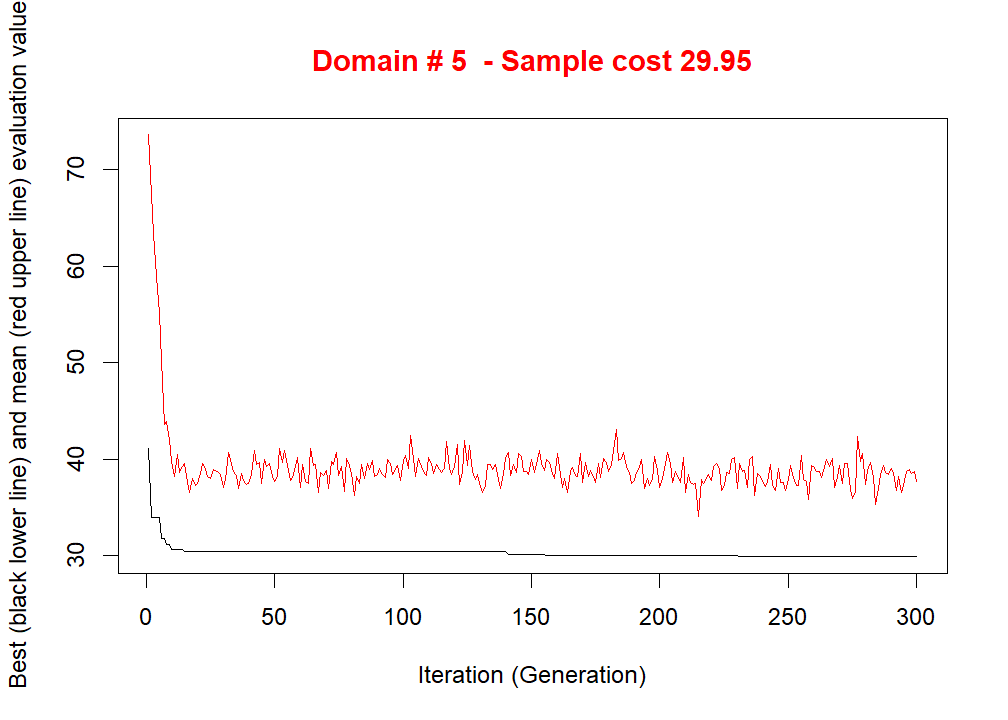 Domain # 5  - Sample cost 29.95
Best (black lower line) and mean (red upper line) evaluation value
70
60
50
40
30
0 50 100 150 200 250 300
Iteration (Generation)